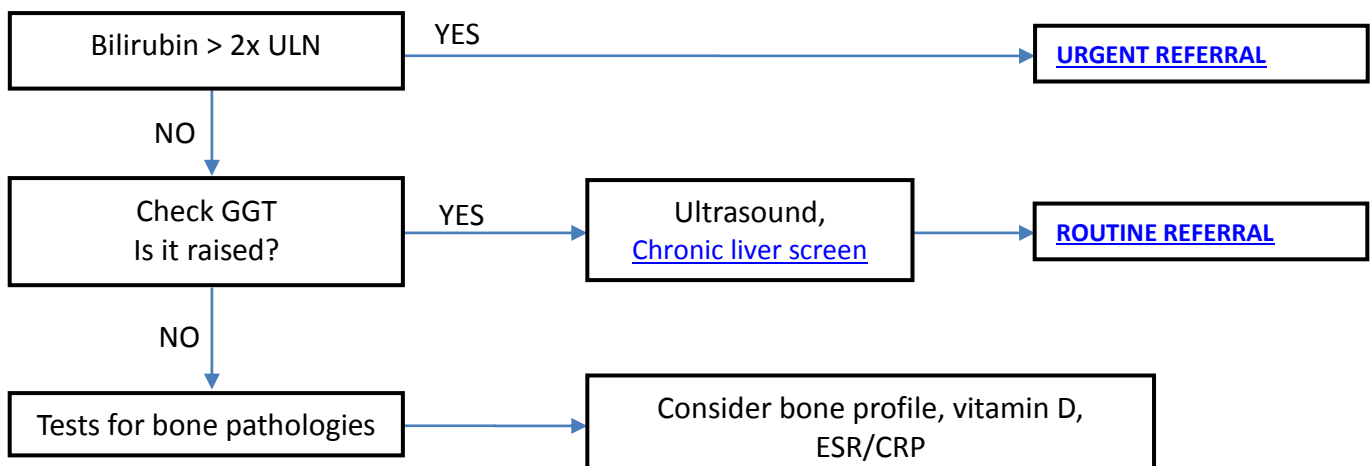 Bilirubin > 2x ULN
YES
URGENT REFERRAL
NO
Check GGT
Is it raised?
YES
Ultrasound,
Chronic liver screen
ROUTINE REFERRAL
NO
Tests for bone pathologies
Consider bone profile, vitamin D,
ESR/CRP